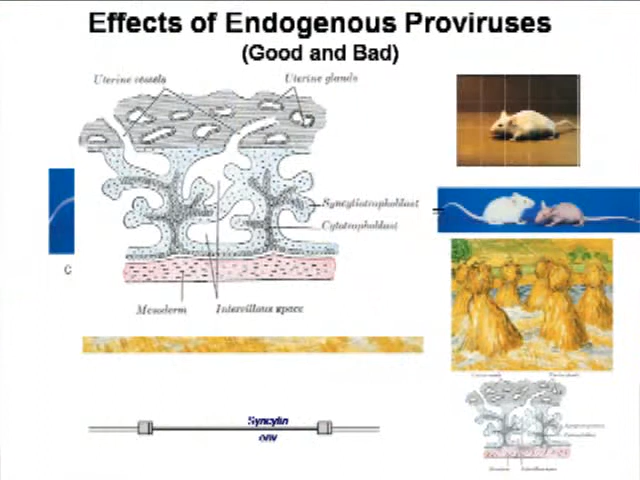 Effects of Endogenous Proviruses
(Good and Bad)
Uterine vessels
Uterine glands
Syncytiotrophoblast
Cytotrophoblast
C
Mesoderm
Intervillous space
Syncytin
env